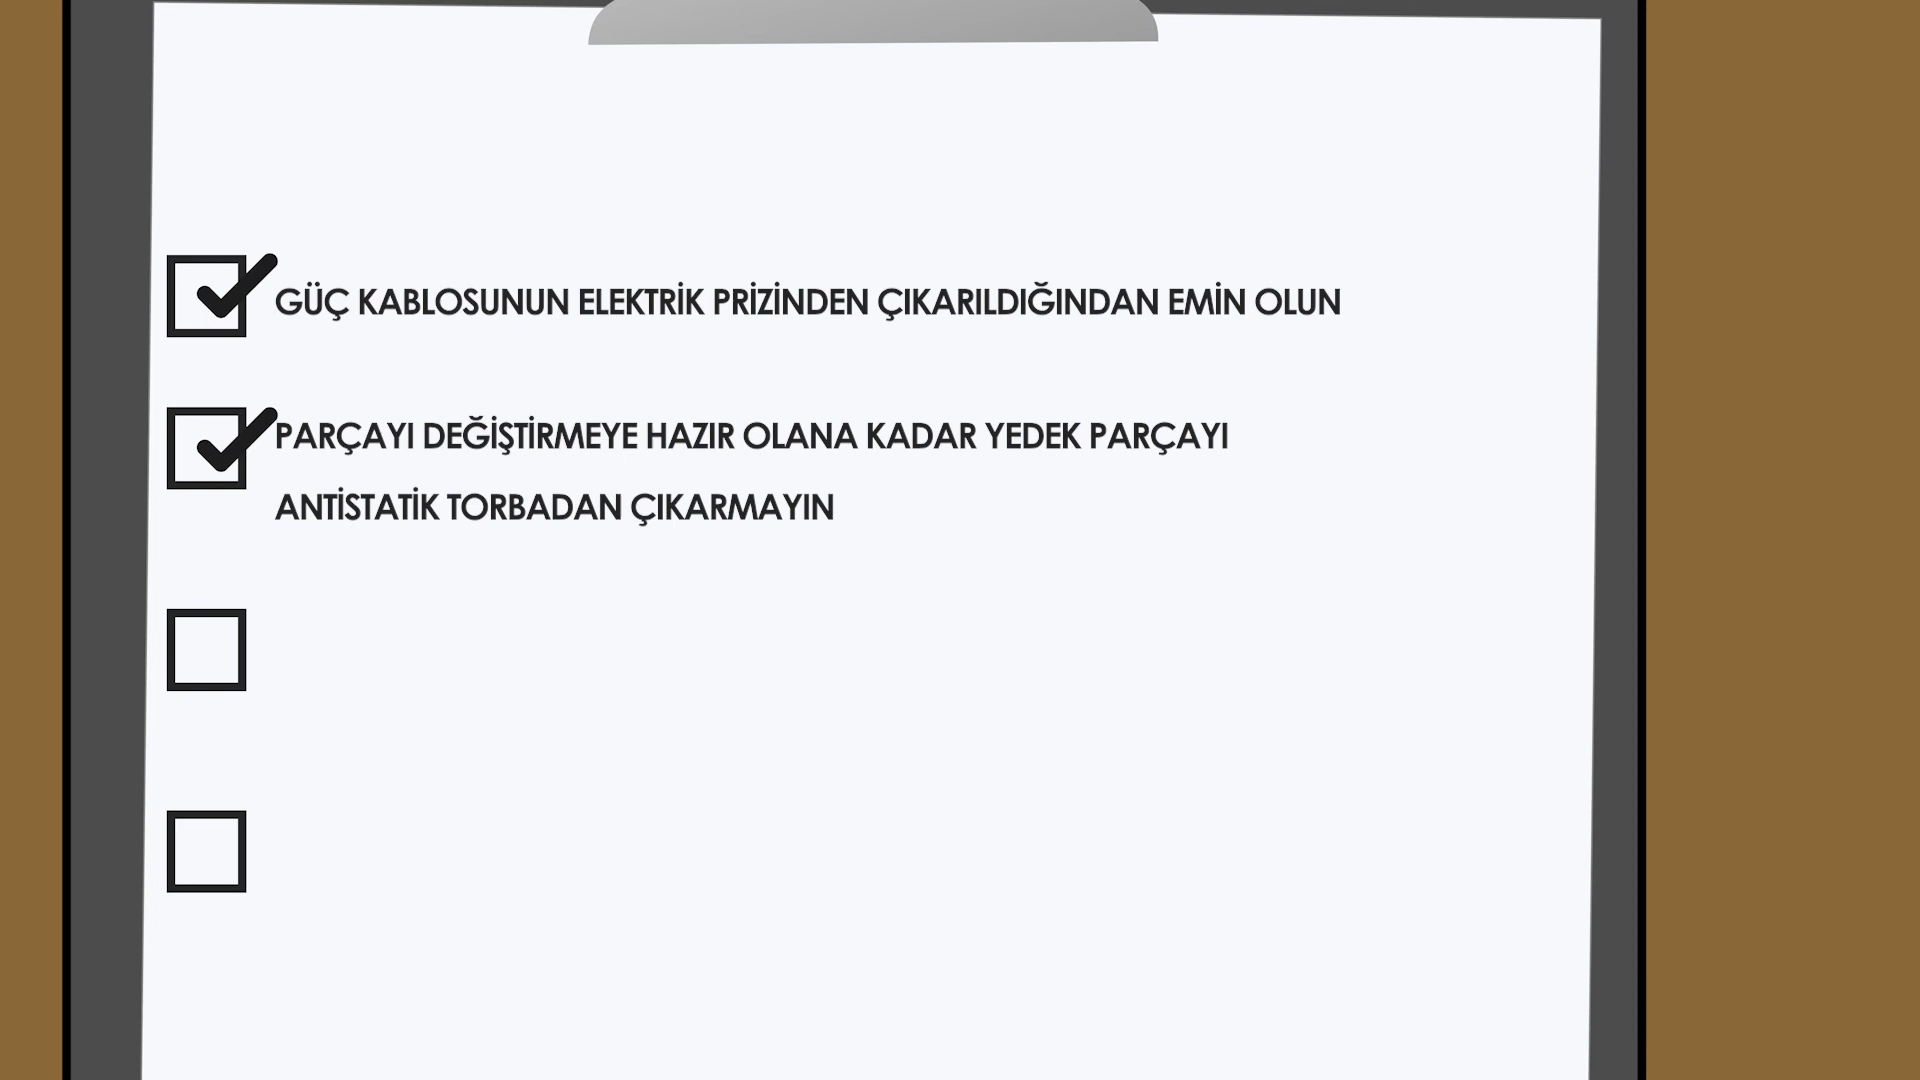 GÜÇ KABLOSUNUN ELEKTRİK PRİZİNDEN ÇIKARILDIĞINDAN EMİN OLUN
PARÇAYI DEĞİŞTİRMEYE HAZIR OLANA KADAR YEDEK PARÇAYI
ANTİSTATİK TORBADAN ÇIKARMAYIN